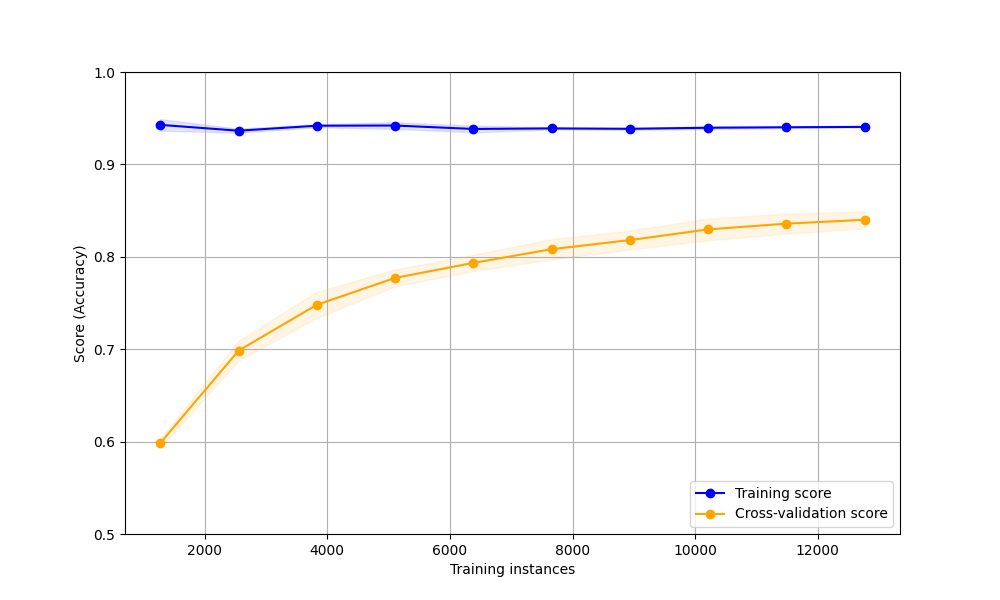 1.0
0.9
0.8
0.7
0.6
0.5
Score (Accuracy)
2000 4000 6000 8000 10000 12000
Training instances
Training score
Cross-validation score